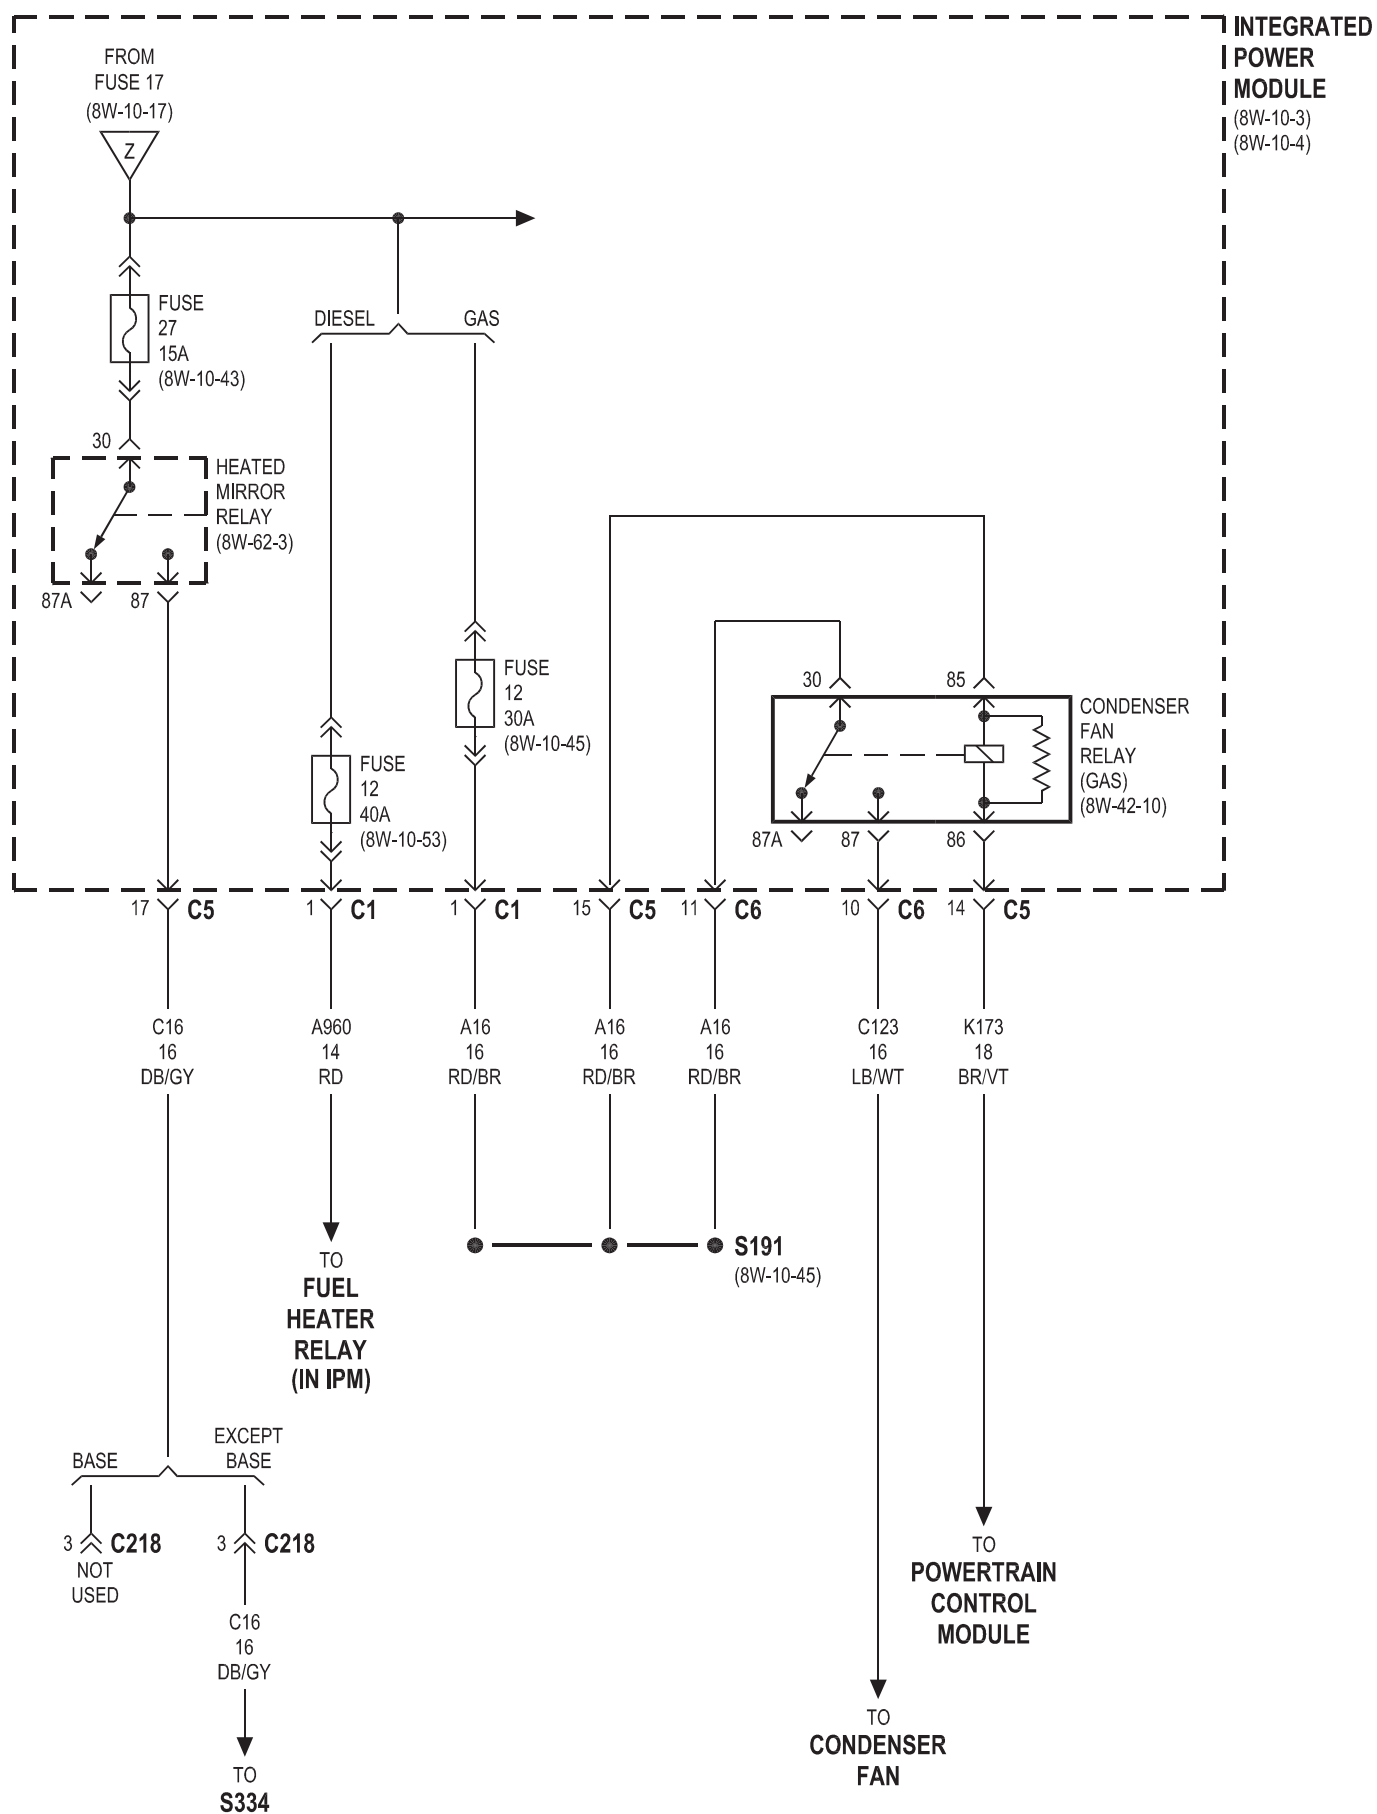 INTEGRATED
POWER
MODULE
(8W-10-3)
(8W-10-4)
FROM
FUSE 17
(8W-10-17)
Z
FUSE
27
15A
(8W-10-43)
DIESEL
GAS
30
HEATED
MIRROR
RELAY
(8W-62-3)
87A
87
FUSE
12
30A
(8W-10-45)
FUSE
12
40A
(8W-10-53)
30
85
CONDENSER
FAN
RELAY
(GAS)
(8W-42-10)
87A
87
86
17 C5
1 C1
1 C1
15 C5
11 C6
10 C6
14 C5
C16
16
DB/GY
A960
14
RD
A16
16
RD/BR
A16
16
RD/BR
A16
16
RD/BR
C123
16
LB/WT
K173
18
BR/VT
TO
FUEL
HEATER
RELAY
(IN IPM)
S191
(8W-10-45)
BASE
EXCEPT
BASE
3 C218
NOT
USED
3 C218
C16
16
DB/GY
TO
S334
TO
POWERTRAIN
CONTROL
MODULE
TO
CONDENSER
FAN